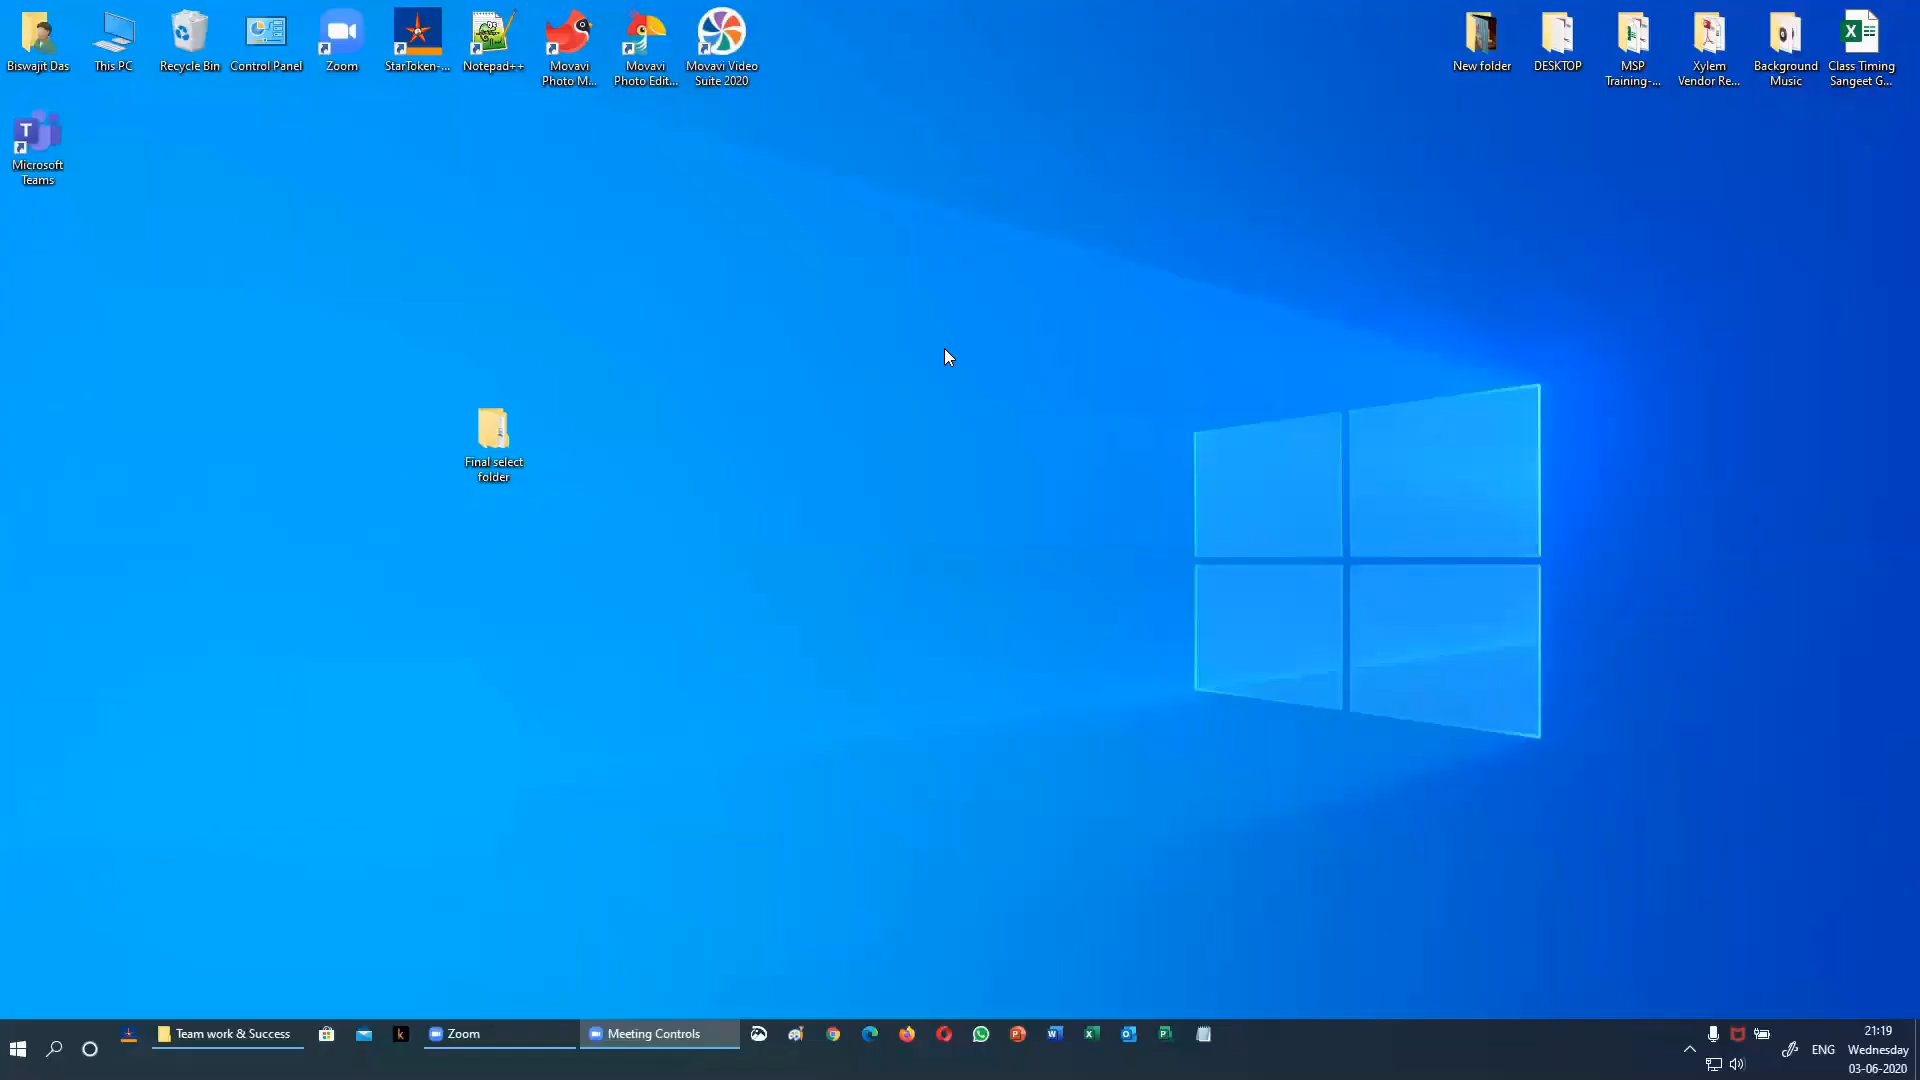 Biswajit Das
This PC
Recycle Bin
Control Panel
Zoom
StarToken-...
Notepad++
Movavi
Photo M...
Movavi
Photo Edit...
Movavi Video
Suite 2020
New folder
DESKTOP
MSP
Training-...
Xylem
Vendor Re...
Background
Music
Class Timing
Sangeet G...
Microsoft
Teams
Final select
folder
Team work & Success
Zoom
Meeting Controls
ENG
21:19
Wednesday
03-06-2020